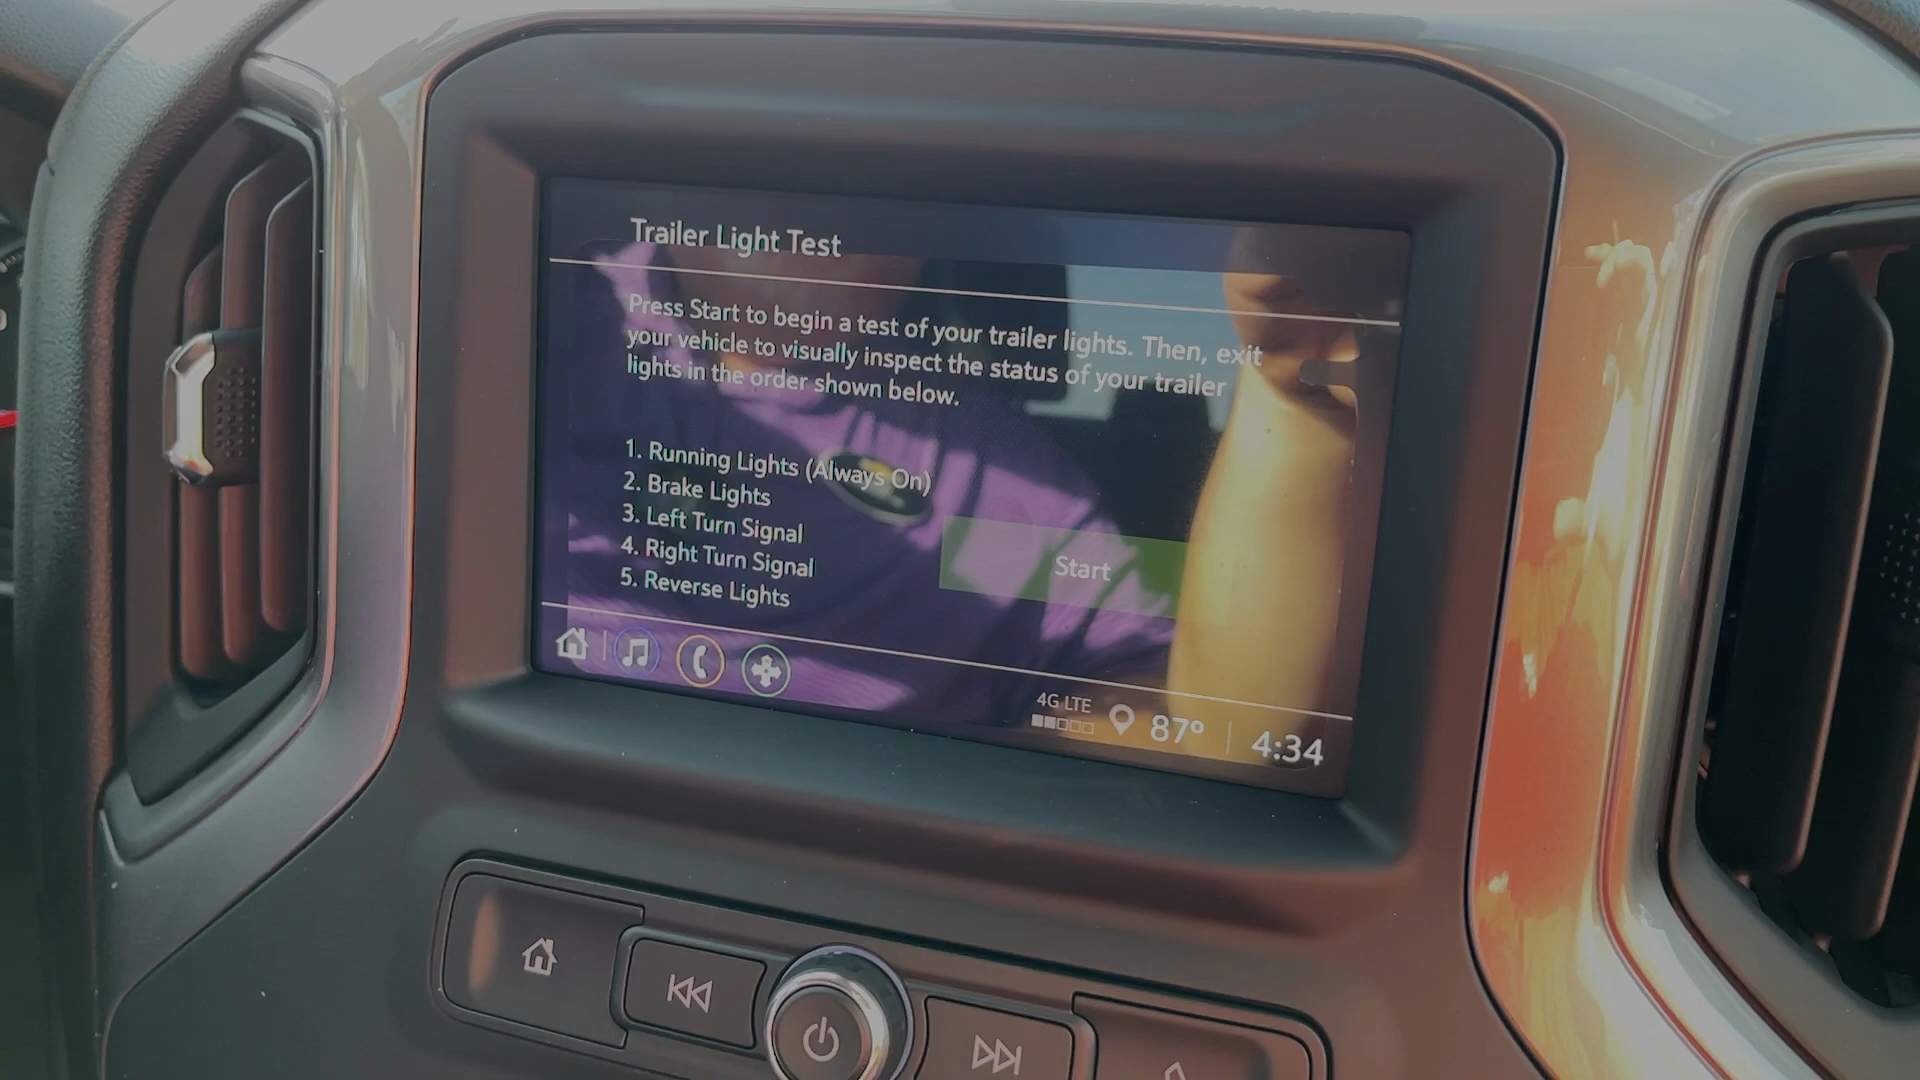 Trailer Light Test
Press Start to begin a test of your trailer lights. Then, exit
your vehicle to visually inspect the status of your trailer
lights in the order shown below.
1. Running Lights (Always On)
2. Brake Lights
3. Left Turn Signal
4. Right Turn Signal
5. Reverse Lights
Start
4G LTE
87°
4:34